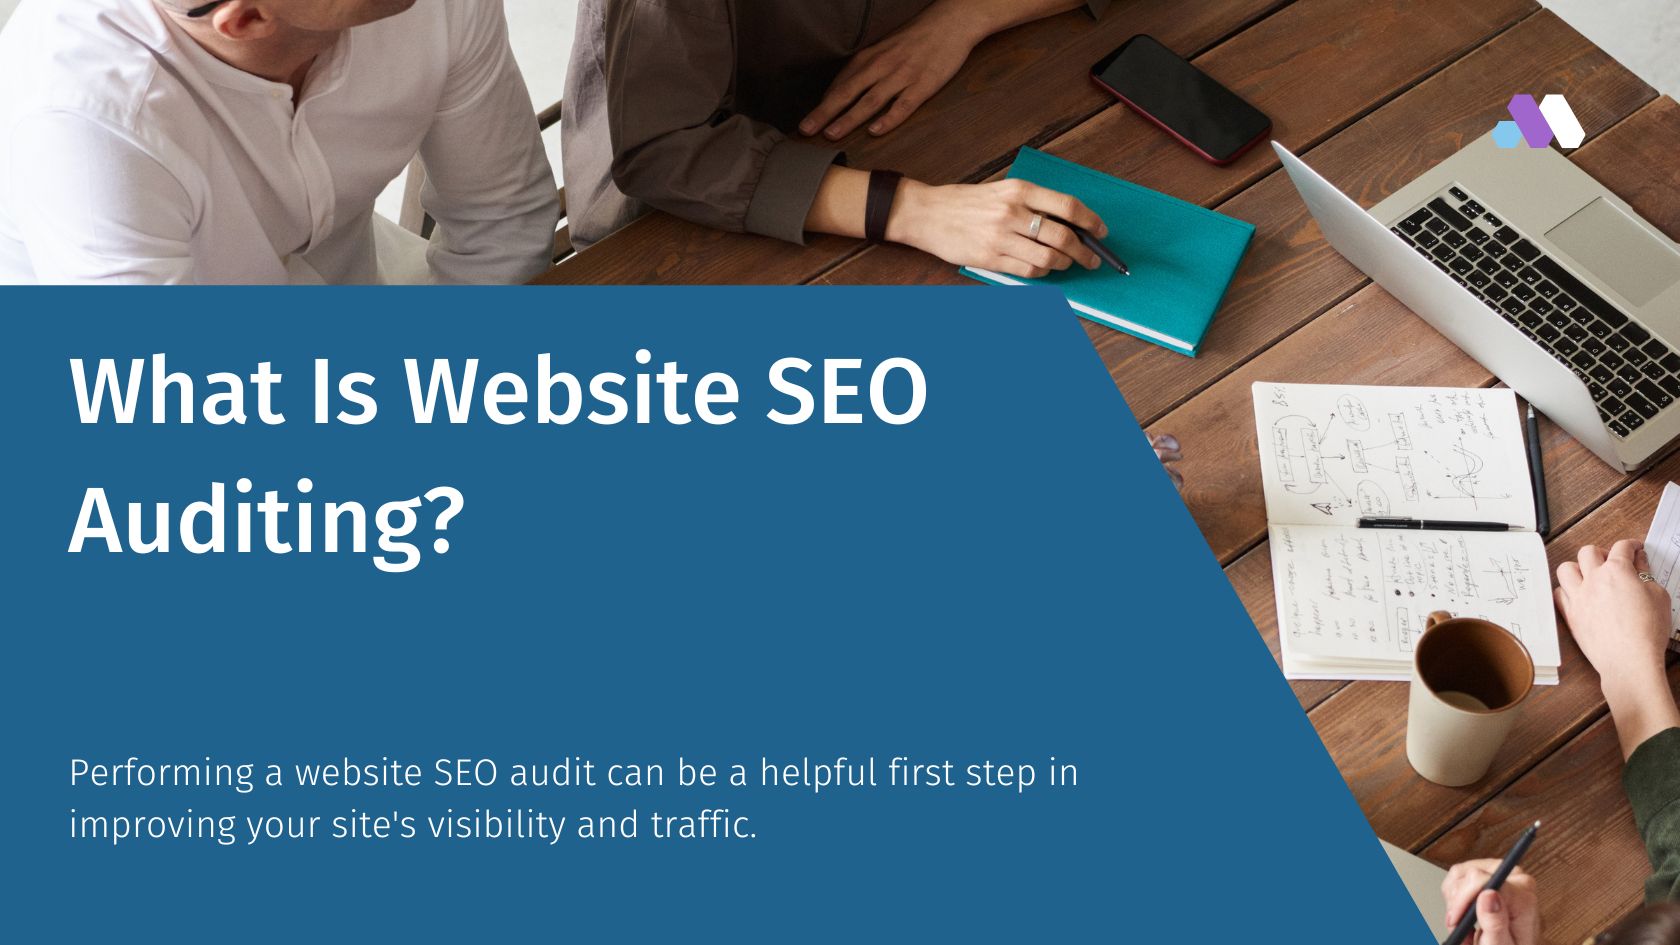 What Is Website SEO
Auditing?
Performing a website SEO audit can be a helpful first step in
improving your site's visibility and traffic.